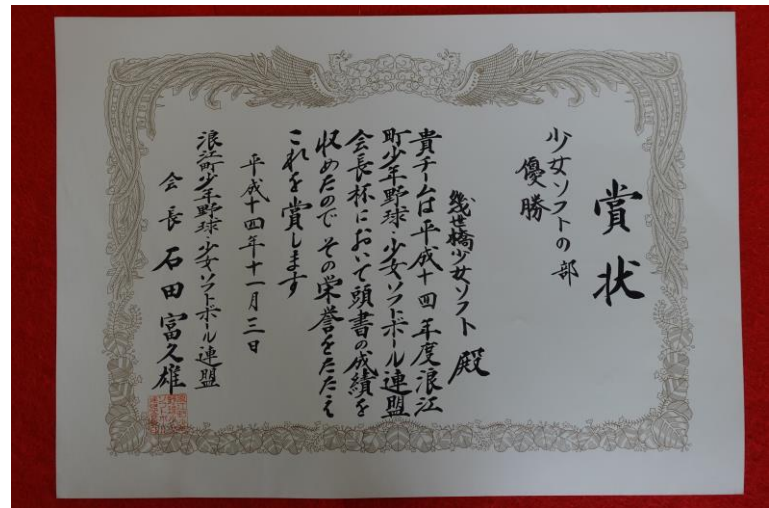 賞状
少女ソフトの部
優勝
幾世橋少女ソフト殿
貴チームは平成十四年度浪江
町少年野球・少女ソフトボール連盟
会長杯において頭書の成績を
収めたのでその栄誉をたたえ
これを賞します
平成十四年十一月三日
浪江町少年野球・少女ソフトボール連盟
会長 石田富久雄